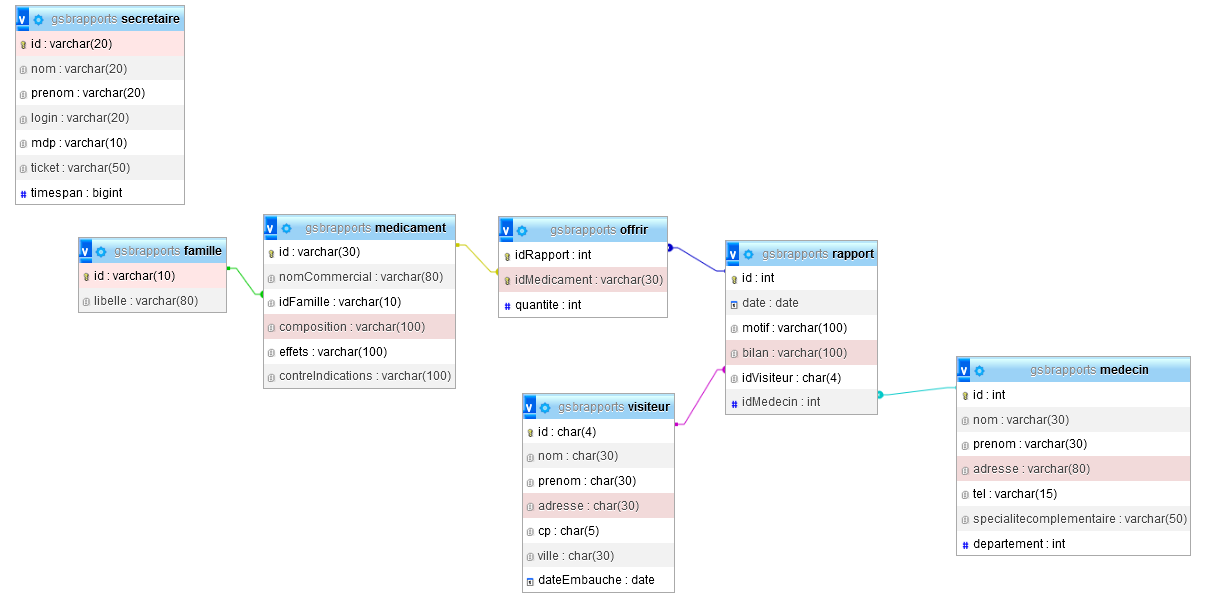 gsbrapports secretaire
id : varchar(20)
nom : varchar(20)
prenom : varchar(20)
login : varchar(20)
mdp : varchar(10)
ticket : varchar(50)
# timespan : bigint
gsbrapports famille
id : varchar(10)
libelle : varchar(80)
gsbrapports medicament
id : varchar(30)
nomCommercial : varchar(80)
idFamille : varchar(10)
composition : varchar(100)
effets : varchar(100)
contreIndications : varchar(100)
gsbrapports offrir
idRapport : int
idMedicament : varchar(30)
# quantite : int
gsbrapports rapport
id : int
date : date
motif : varchar(100)
bilan : varchar(100)
idVisiteur : char(4)
# idMedecin : int
gsbrapports visiteur
id : char(4)
nom : char(30)
prenom : char(30)
adresse : char(30)
cp : char(5)
ville : char(30)
dateEmbauche : date
gsbrapports medecin
id : int
nom : varchar(30)
prenom : varchar(30)
adresse : varchar(80)
tel : varchar(15)
specialitecomplementaire : varchar(50)
# departement : int